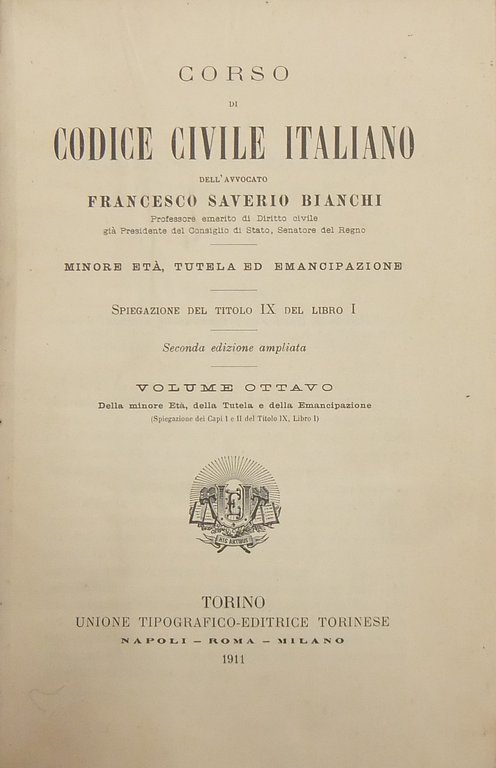 CORSO
DI
CODICE CIVILE ITALIANO
DELL'AVVOCATO
FRANCESCO SAVERIO BIANCHI
Professore emerito di Diritto civile
già Presidente del Consiglio di Stato, Senatore del Regno
MINORE ETÀ, TUTELA ED EMANCIPAZIONE
SPIEGAZIONE DEL TITOLO IX DEL LIBRO I
Seconda edizione ampliata
VOLUME OTTAVO
Della minore Età, della Tutela e della Emancipazione
(Spiegazione dei Capi I e II del Titolo IX, Libro I)
HIS ARTIBUS
TORINO
UNIONE TIPOGRAFICO-EDITRICE TORINESE
NAPOLI – ROMA – MILANO
1911